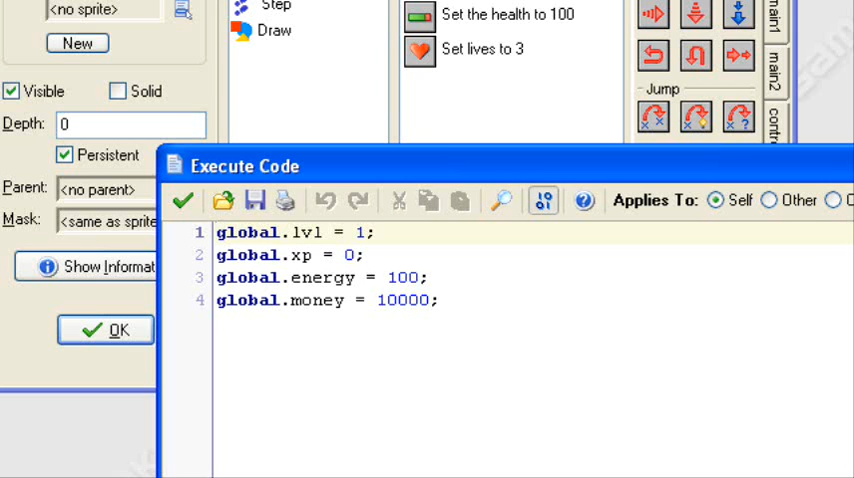 <no sprite>
New
Visible
Solid
Depth:
0
Persistent
Parent:
<no parent>
Mask:
<same as sprite
Show Informat
OK
Step
Draw
Set the health to 100
Set lives to 3
Jump
main1
main2
contr
Execute Code
Applies To:
Self
Other
1 global.lvl = 1;
2 global.xp = 0;
3 global.energy = 100;
4 global.money = 10000;